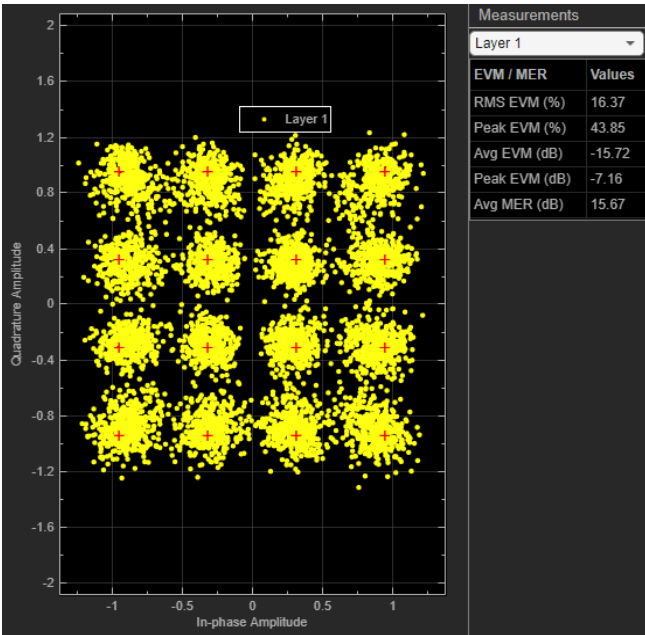 Measurements
Layer 1
EVM / MER Values
RMS EVM (%) 16.37
Peak EVM (%) 43.85
Avg EVM (dB) -15.72
Peak EVM (dB) -7.16
Avg MER (dB) 15.67
Layer 1
2
1.6
1.2
0.8
0.4
0
-0.4
-0.8
-1.2
-1.6
-2
Quadrature Amplitude
-1 -0.5 0 0.5 1
In-phase Amplitude